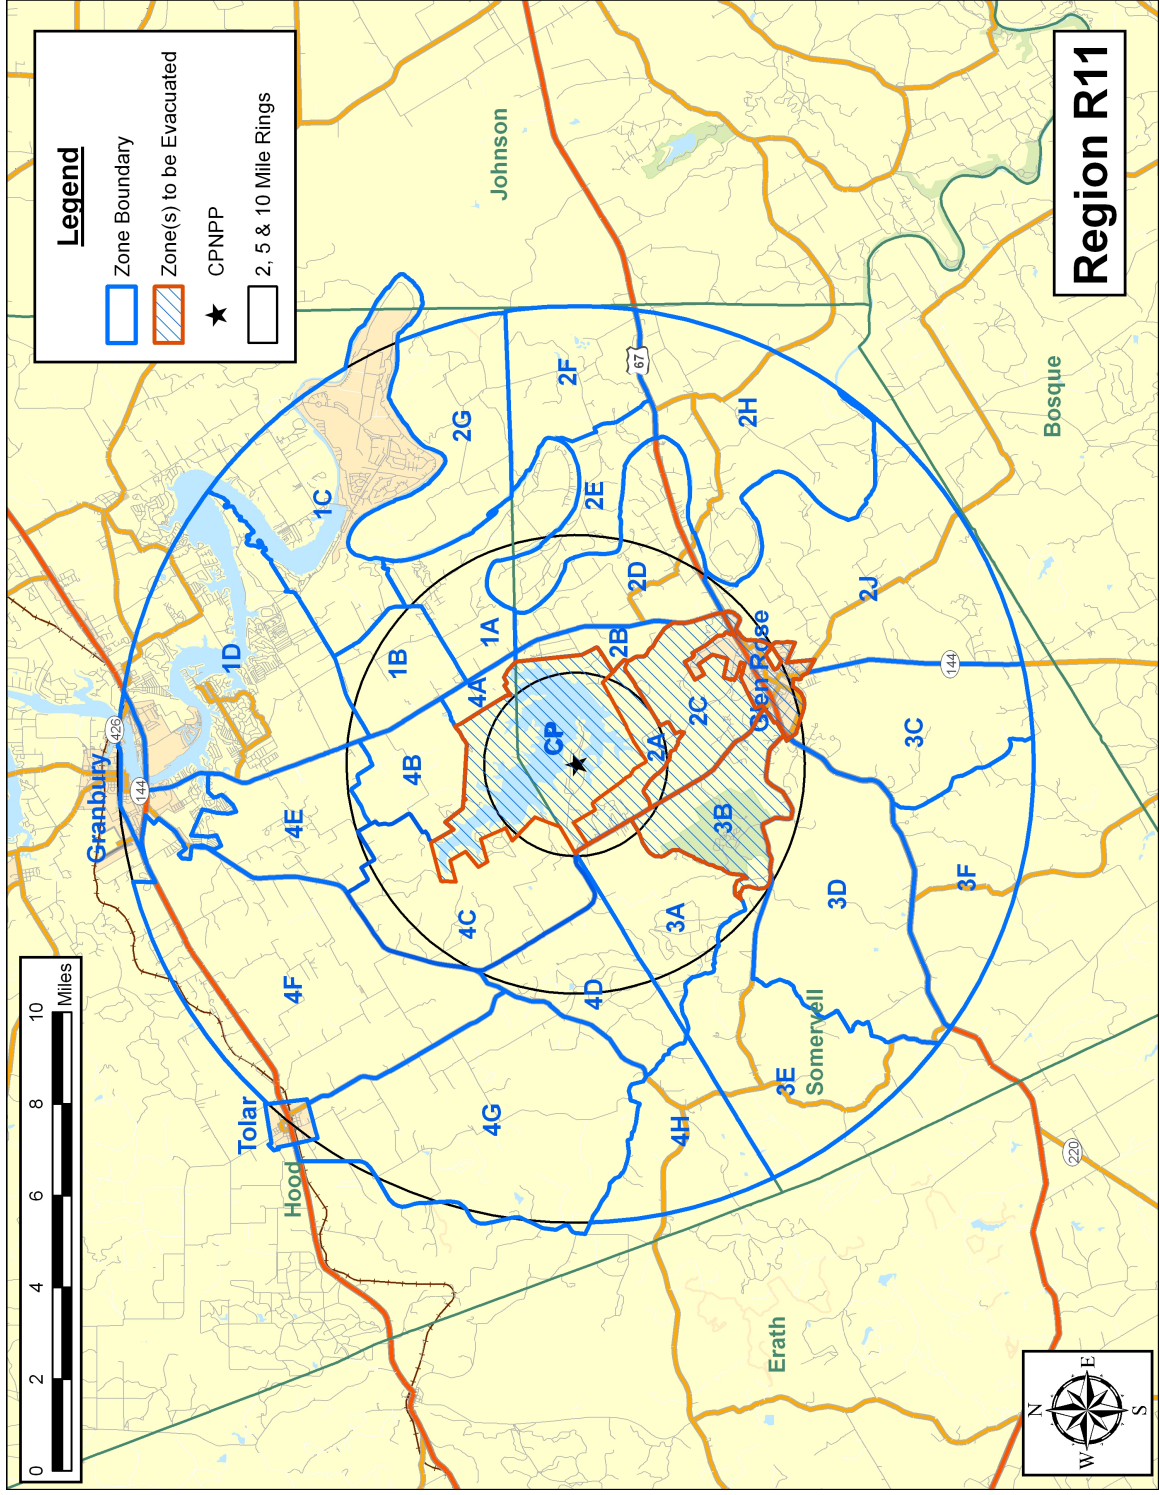 Legend
Zone Boundary
Zone(s) to be Evacuated
CPNPP
2, 5 & 10 Mile Rings
Region R11
0 2 4 6 8 10
Miles
N
W E
S
Granbury
Tolar
Glen Rose
Hood
Johnson
Somervell
Bosque
Erath
CP
1A
1B
1C
1D
2A
2B
2C
2D
2E
2F
2G
2H
2J
3A
3B
3C
3D
3E
3F
4A
4B
4C
4D
4E
4F
4G
4H
426
144
67
144
220